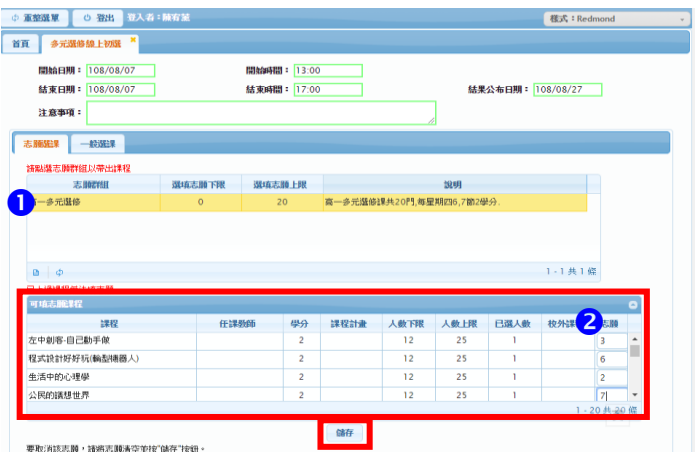 重整選單 登出 登入者：陳宥蓁 樣式：Redmond
首頁 多元選修線上初選
開始日期： 108/08/07 開始時間： 13:00
結束日期： 108/08/07 結束時間： 17:00 結果公布日期： 108/08/27
注意事項：
志願選課 一般選課
請點選志願群組以帶出課程
志願群組 選填志願下限 選填志願上限 說明
1 高一多元選修 0 20 高一多元選修課共20門,每星期四6,7節2學分.
1 - 1 共 1 條
可填志願課程
課程 任課教師 學分 課程計畫 人數下限 人數上限 已選人數 校外課 2 志願
左中創客-自己動手做 2 12 25 1 3
程式設計好好玩(輪型機器人) 2 12 25 1 6
生活中的心理學 2 12 25 1 2
公民的議想世界 2 12 25 1 7
1 - 20 共 20 條
儲存
要取消該志願，請將志願清空並按"儲存"按鈕。